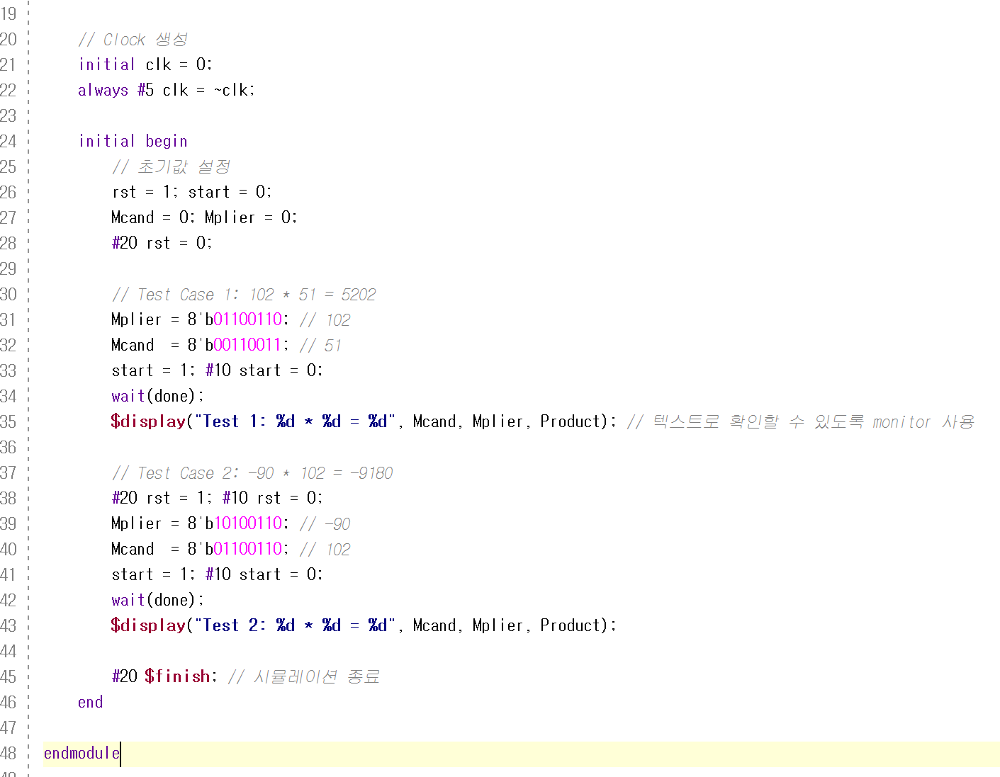 19
20 // Clock 생성
21 initial clk = 0;
22 always #5 clk = ~clk;
23
24 initial begin
25 // 초기값 설정
26 rst = 1; start = 0;
27 Mcand = 0; Mplier = 0;
28 #20 rst = 0;
29
30 // Test Case 1: 102 * 51 = 5202
31 Mplier = 8'b01100110; // 102
32 Mcand  = 8'b00110011; // 51
33 start = 1; #10 start = 0;
34 wait(done);
35 $display("Test 1: %d * %d = %d", Mcand, Mplier, Product); // 텍스트로 확인할 수 있도록 monitor 사용
36
37 // Test Case 2: -90 * 102 = -9180
38 #20 rst = 1; #10 rst = 0;
39 Mplier = 8'b10100110; // -90
40 Mcand  = 8'b01100110; // 102
41 start = 1; #10 start = 0;
42 wait(done);
43 $display("Test 2: %d * %d = %d", Mcand, Mplier, Product);
44
45 #20 $finish; // 시뮬레이션 종료
46 end
47
48 endmodule